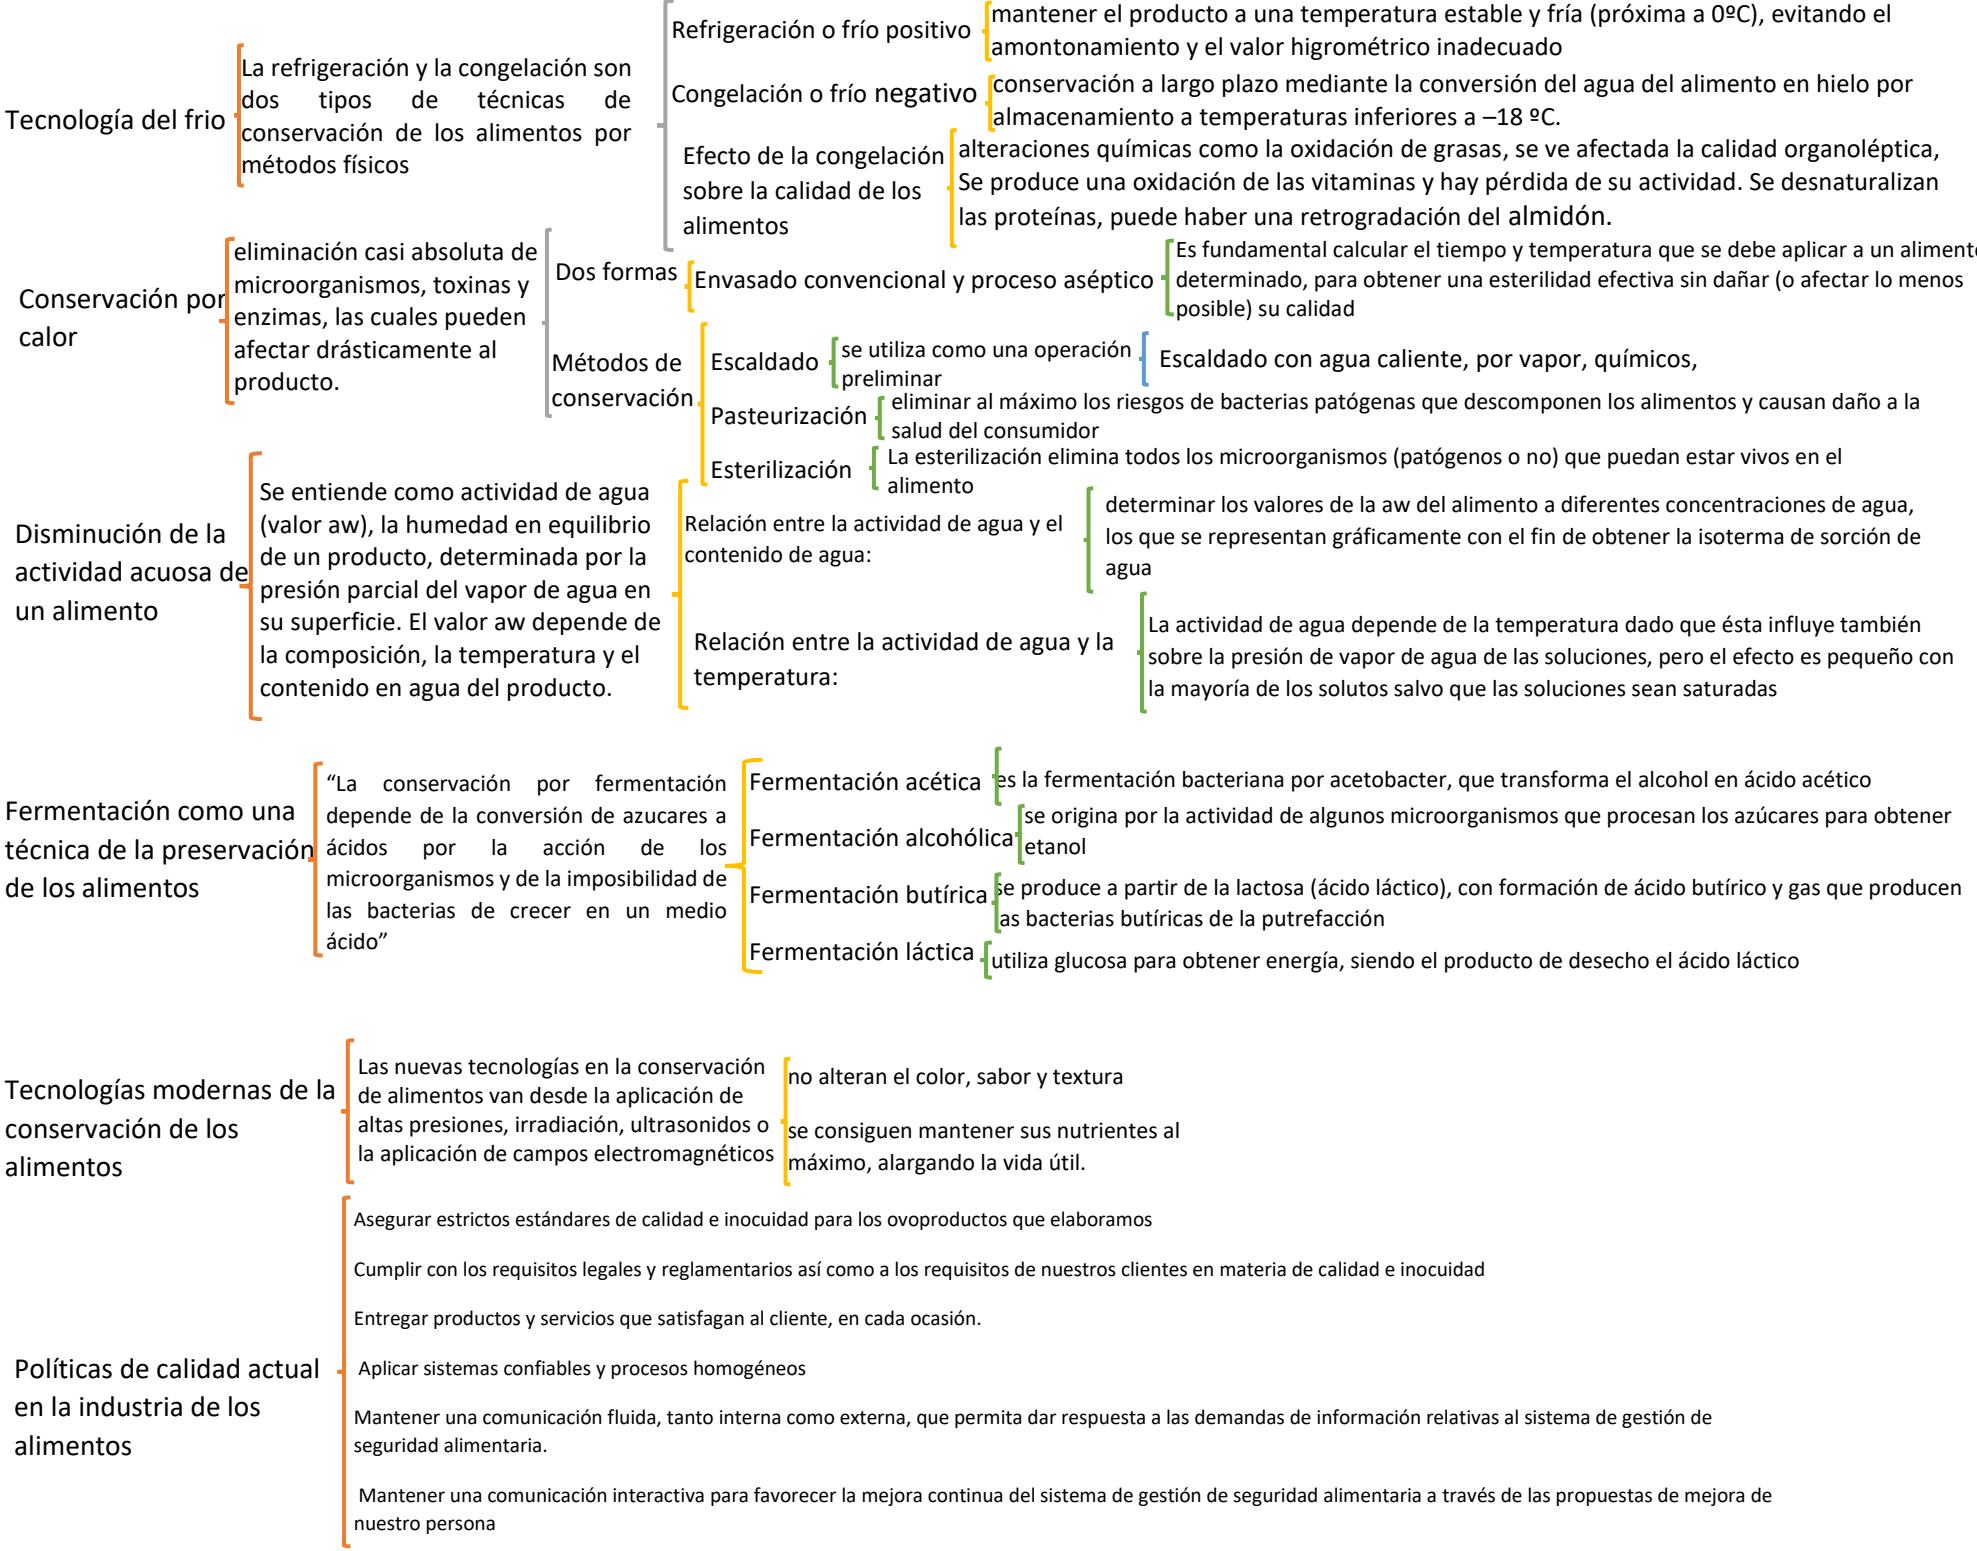 Tecnología del frio
La refrigeración y la congelación son
dos tipos de técnicas de
conservación de los alimentos por
métodos físicos
Refrigeración o frío positivo
mantener el producto a una temperatura estable y fría (próxima a 0ºC), evitando el
amontonamiento y el valor higrométrico inadecuado
Congelación o frío negativo
conservación a largo plazo mediante la conversión del agua del alimento en hielo por
almacenamiento a temperaturas inferiores a –18 ºC.
Efecto de la congelación
sobre la calidad de los
alimentos
alteraciones químicas como la oxidación de grasas, se ve afectada la calidad organoléptica,
Se produce una oxidación de las vitaminas y hay pérdida de su actividad. Se desnaturalizan
las proteínas, puede haber una retrogradación del almidón.
Conservación por
calor
eliminación casi absoluta de
microorganismos, toxinas y
enzimas, las cuales pueden
afectar drásticamente al
producto.
Dos formas
Envasado convencional y proceso aséptico
Es fundamental calcular el tiempo y temperatura que se debe aplicar a un aliment
determinado, para obtener una esterilidad efectiva sin dañar (o afectar lo menos
posible) su calidad
Métodos de
conservación
Escaldado
se utiliza como una operación
preliminar
Escaldado con agua caliente, por vapor, químicos,
Pasteurización
eliminar al máximo los riesgos de bacterias patógenas que descomponen los alimentos y causan daño a la
salud del consumidor
Esterilización
La esterilización elimina todos los microorganismos (patógenos o no) que puedan estar vivos en el
alimento
Disminución de la
actividad acuosa de
un alimento
Se entiende como actividad de agua
(valor aw), la humedad en equilibrio
de un producto, determinada por la
presión parcial del vapor de agua en
su superficie. El valor aw depende de
la composición, la temperatura y el
contenido en agua del producto.
Relación entre la actividad de agua y el
contenido de agua:
determinar los valores de la aw del alimento a diferentes concentraciones de agua,
los que se representan gráficamente con el fin de obtener la isoterma de sorción de
agua
Relación entre la actividad de agua y la
temperatura:
La actividad de agua depende de la temperatura dado que ésta influye también
sobre la presión de vapor de agua de las soluciones, pero el efecto es pequeño con
la mayoría de los solutos salvo que las soluciones sean saturadas
Fermentación como una
técnica de la preservación
de los alimentos
“La conservación por fermentación
depende de la conversión de azucares a
ácidos por la acción de los
microorganismos y de la imposibilidad de
las bacterias de crecer en un medio
ácido”
Fermentación acética
es la fermentación bacteriana por acetobacter, que transforma el alcohol en ácido acético
Fermentación alcohólica
se origina por la actividad de algunos microorganismos que procesan los azúcares para obtener
etanol
Fermentación butírica
se produce a partir de la lactosa (ácido láctico), con formación de ácido butírico y gas que producen
as bacterias butíricas de la putrefacción
Fermentación láctica
utiliza glucosa para obtener energía, siendo el producto de desecho el ácido láctico
Tecnologías modernas de la
conservación de los
alimentos
Las nuevas tecnologías en la conservación
de alimentos van desde la aplicación de
altas presiones, irradiación, ultrasonidos o
la aplicación de campos electromagnéticos
no alteran el color, sabor y textura
se consiguen mantener sus nutrientes al
máximo, alargando la vida útil.
Políticas de calidad actual
en la industria de los
alimentos
Asegurar estrictos estándares de calidad e inocuidad para los ovoproductos que elaboramos
Cumplir con los requisitos legales y reglamentarios así como a los requisitos de nuestros clientes en materia de calidad e inocuidad
Entregar productos y servicios que satisfagan al cliente, en cada ocasión.
Aplicar sistemas confiables y procesos homogéneos
Mantener una comunicación fluida, tanto interna como externa, que permita dar respuesta a las demandas de información relativas al sistema de gestión de
seguridad alimentaria.
Mantener una comunicación interactiva para favorecer la mejora continua del sistema de gestión de seguridad alimentaria a través de las propuestas de mejora de
nuestro persona